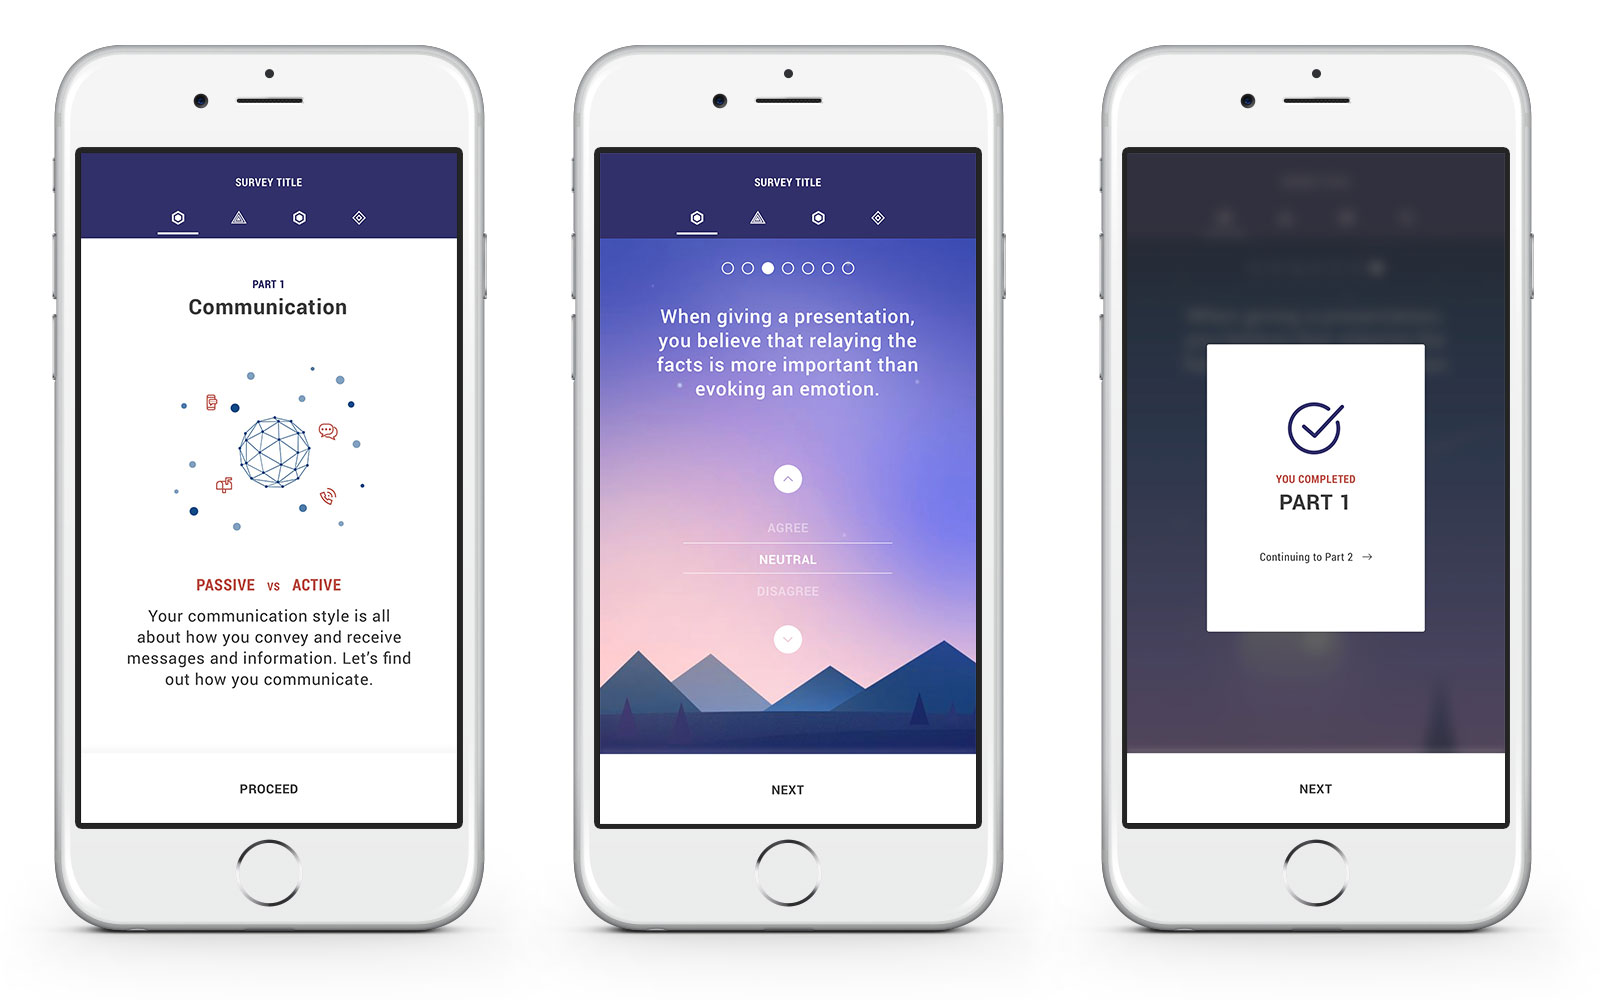 SURVEY TITLE
PART 1
Communication
PASSIVE vs ACTIVE
Your communication style is all
about how you convey and receive
messages and information. Let’s find
out how you communicate.
PROCEED
SURVEY TITLE
When giving a presentation,
you believe that relaying the
facts is more important than
evoking an emotion.
AGREE
NEUTRAL
DISAGREE
NEXT
YOU COMPLETED
PART 1
Continuing to Part 2 →
NEXT